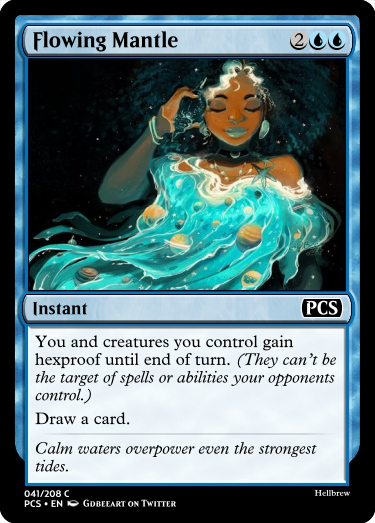 Flowing Mantle 2
Instant PCS
You and creatures you control gain
hexproof until end of turn. (They can't be
the target of spells or abilities your opponents
control.)
Draw a card.
Calm waters overpower even the strongest
tides.
041/208 C Hellbrew
PCS • EN Gdbeeart on Twitter